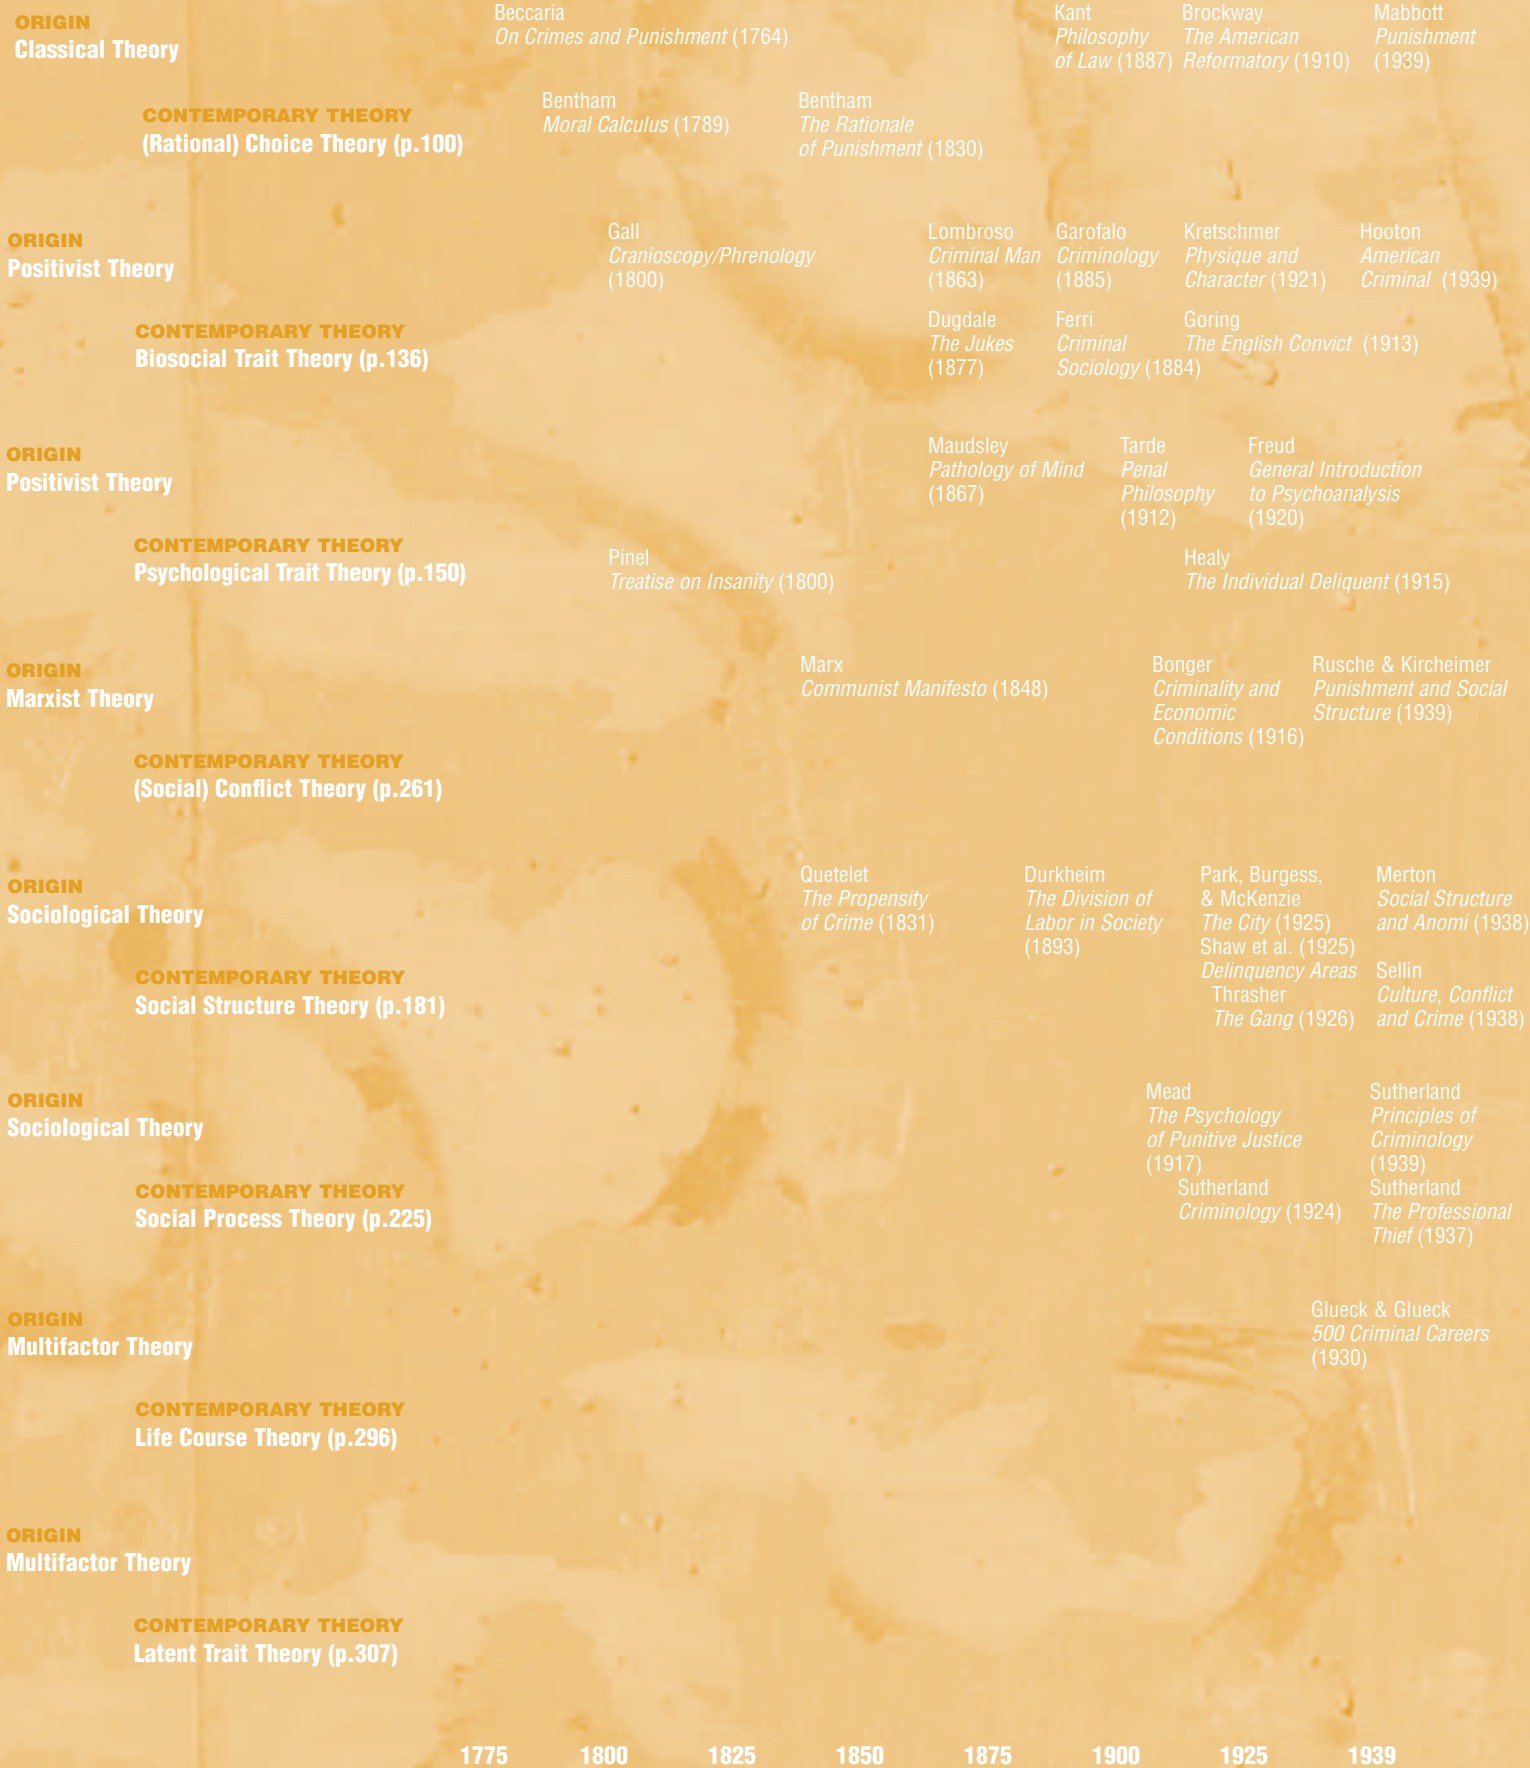 ORIGIN
Classical Theory
Beccaria
On Crimes and Punishment (1764)
Kant
Philosophy
of Law (1887)
Brockway
The American
Reformatory (1910)
Mabbott
Punishment
(1939)
CONTEMPORARY THEORY
(Rational) Choice Theory (p.100)
Bentham
Moral Calculus (1789)
Bentham
The Rationale
of Punishment (1830)
ORIGIN
Positivist Theory
Gall
Cranioscopy/Phrenology
(1800)
Lombroso
Criminal Man
(1863)
Garofalo
Criminology
(1885)
Kretschmer
Physique and
Character (1921)
Hooton
American
Criminal (1939)
CONTEMPORARY THEORY
Biosocial Trait Theory (p.136)
Dugdale
The Jukes
(1877)
Ferri
Criminal
Sociology (1884)
Goring
The English Convict (1913)
ORIGIN
Positivist Theory
Maudsley
Pathology of Mind
(1867)
Tarde
Penal
Philosophy
(1912)
Freud
General Introduction
to Psychoanalysis
(1920)
CONTEMPORARY THEORY
Psychological Trait Theory (p.150)
Pinel
Treatise on Insanity (1800)
Healy
The Individual Deliquent (1915)
ORIGIN
Marxist Theory
Marx
Communist Manifesto (1848)
Bonger
Criminality and
Economic
Conditions (1916)
Rusche & Kircheimer
Punishment and Social
Structure (1939)
CONTEMPORARY THEORY
(Social) Conflict Theory (p.261)
ORIGIN
Sociological Theory
Quetelet
The Propensity
of Crime (1831)
Durkheim
The Division of
Labor in Society
(1893)
Park, Burgess,
& McKenzie
The City (1925)
Shaw et al. (1925)
Delinquency Areas
Thrasher
The Gang (1926)
Merton
Social Structure
and Anomi (1938)
Sellin
Culture, Conflict
and Crime (1938)
CONTEMPORARY THEORY
Social Structure Theory (p.181)
ORIGIN
Sociological Theory
Mead
The Psychology
of Punitive Justice
(1917)
Sutherland
Criminology (1924)
Sutherland
Principles of
Criminology
(1939)
Sutherland
The Professional
Thief (1937)
CONTEMPORARY THEORY
Social Process Theory (p.225)
ORIGIN
Multifactor Theory
Glueck & Glueck
500 Criminal Careers
(1930)
CONTEMPORARY THEORY
Life Course Theory (p.296)
ORIGIN
Multifactor Theory
CONTEMPORARY THEORY
Latent Trait Theory (p.307)
1775 1800 1825 1850 1875 1900 1925 1939